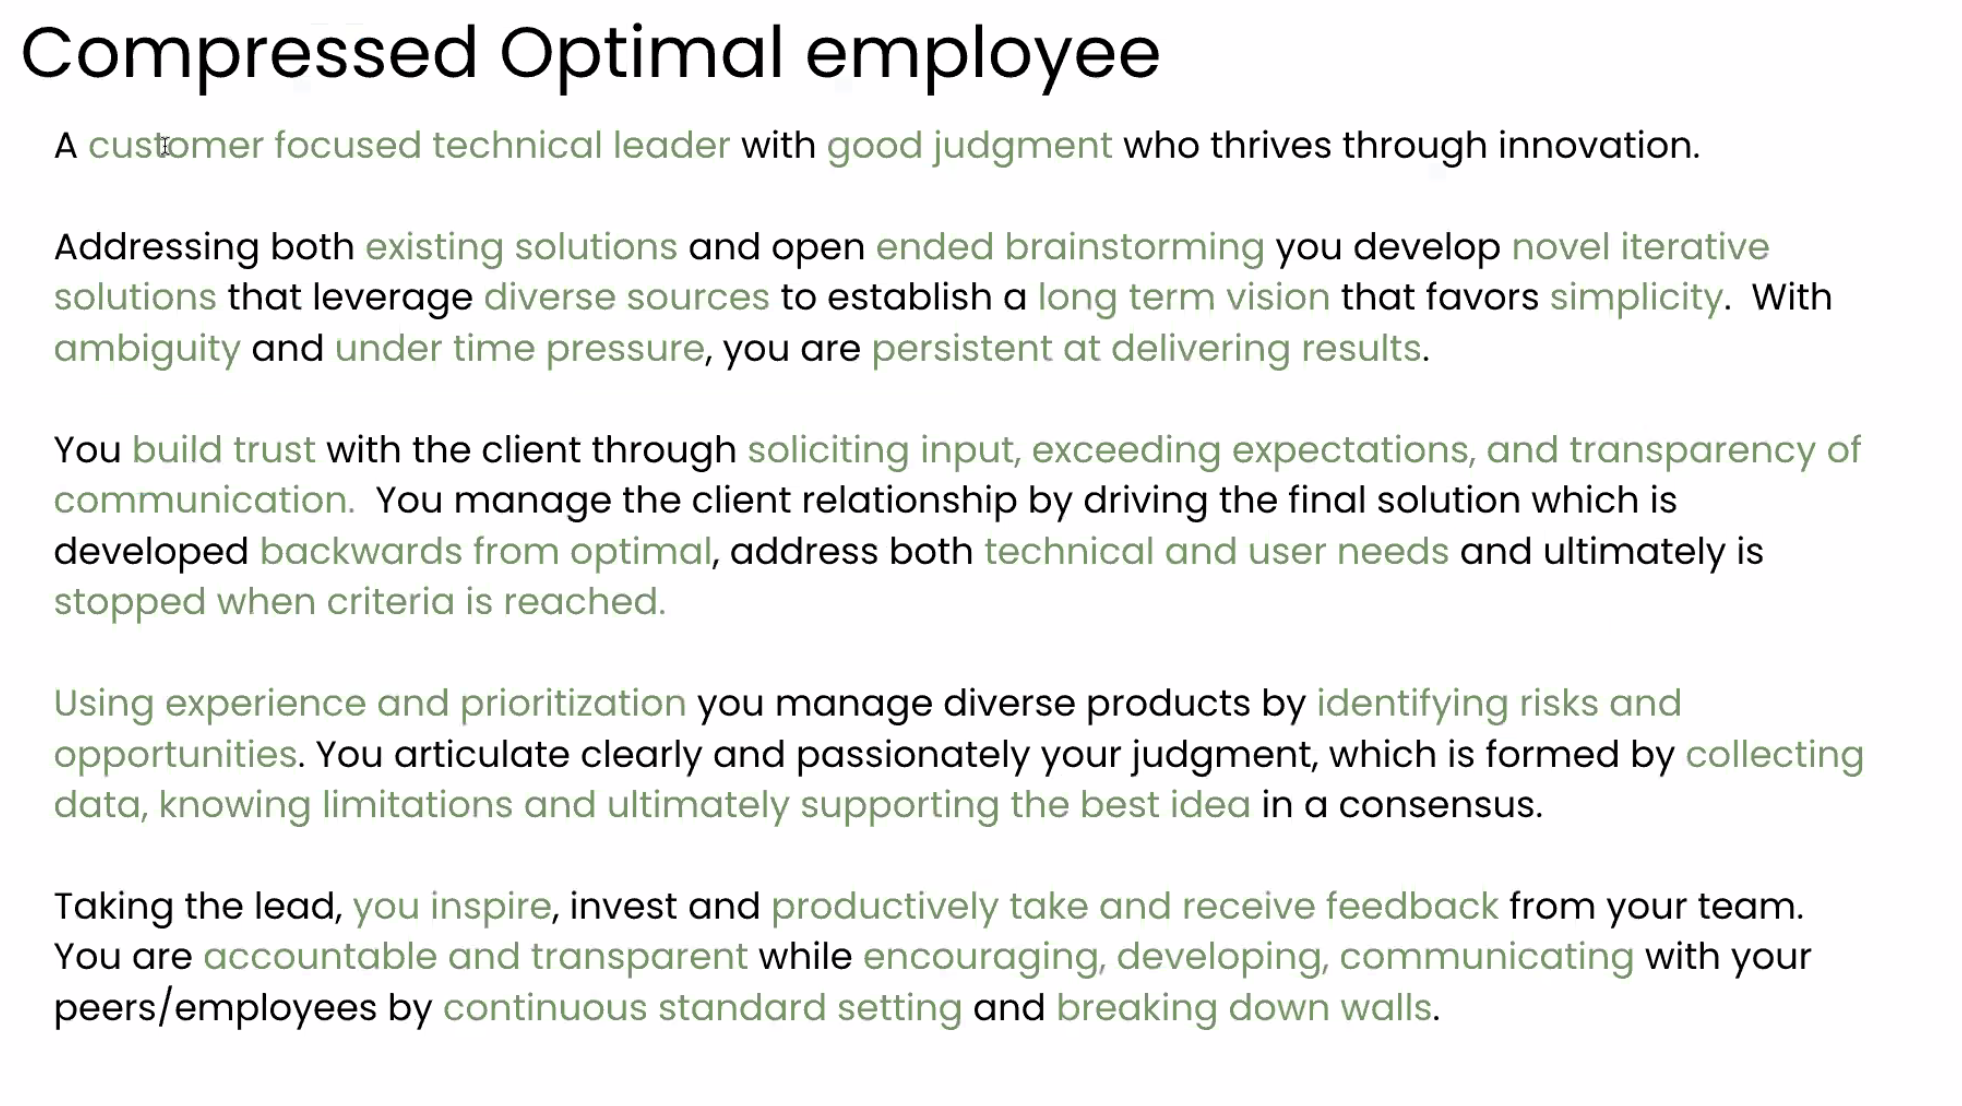 Compressed Optimal employee
A customer focused technical leader with good judgment who thrives through innovation.
Addressing both existing solutions and open ended brainstorming you develop novel iterative
solutions that leverage diverse sources to establish a long term vision that favors simplicity.  With
ambiguity and under time pressure, you are persistent at delivering results.
You build trust with the client through soliciting input, exceeding expectations, and transparency of
communication.  You manage the client relationship by driving the final solution which is
developed backwards from optimal, address both technical and user needs and ultimately is
stopped when criteria is reached.
Using experience and prioritization you manage diverse products by identifying risks and
opportunities. You articulate clearly and passionately your judgment, which is formed by collecting
data, knowing limitations and ultimately supporting the best idea in a consensus.
Taking the lead, you inspire, invest and productively take and receive feedback from your team.
You are accountable and transparent while encouraging, developing, communicating with your
peers/employees by continuous standard setting and breaking down walls.